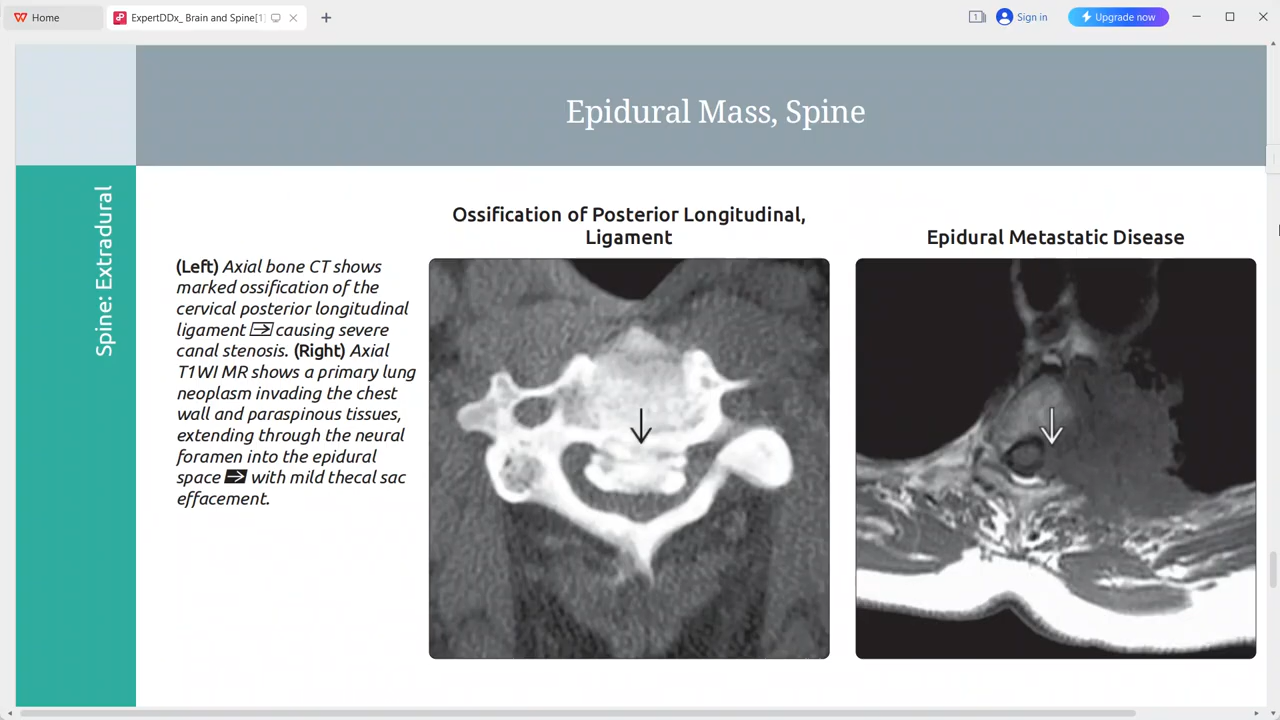 Home
ExpertDDx_ Brain and Spine[1]
1
Sign in
Upgrade now
Epidural Mass, Spine
Spine: Extradural
Ossification of Posterior Longitudinal,
Ligament
Epidural Metastatic Disease
(Left) Axial bone CT shows
marked ossification of the
cervical posterior longitudinal
ligament causing severe
canal stenosis. (Right) Axial
T1WI MR shows a primary lung
neoplasm invading the chest
wall and paraspinous tissues,
extending through the neural
foramen into the epidural
space with mild thecal sac
effacement.